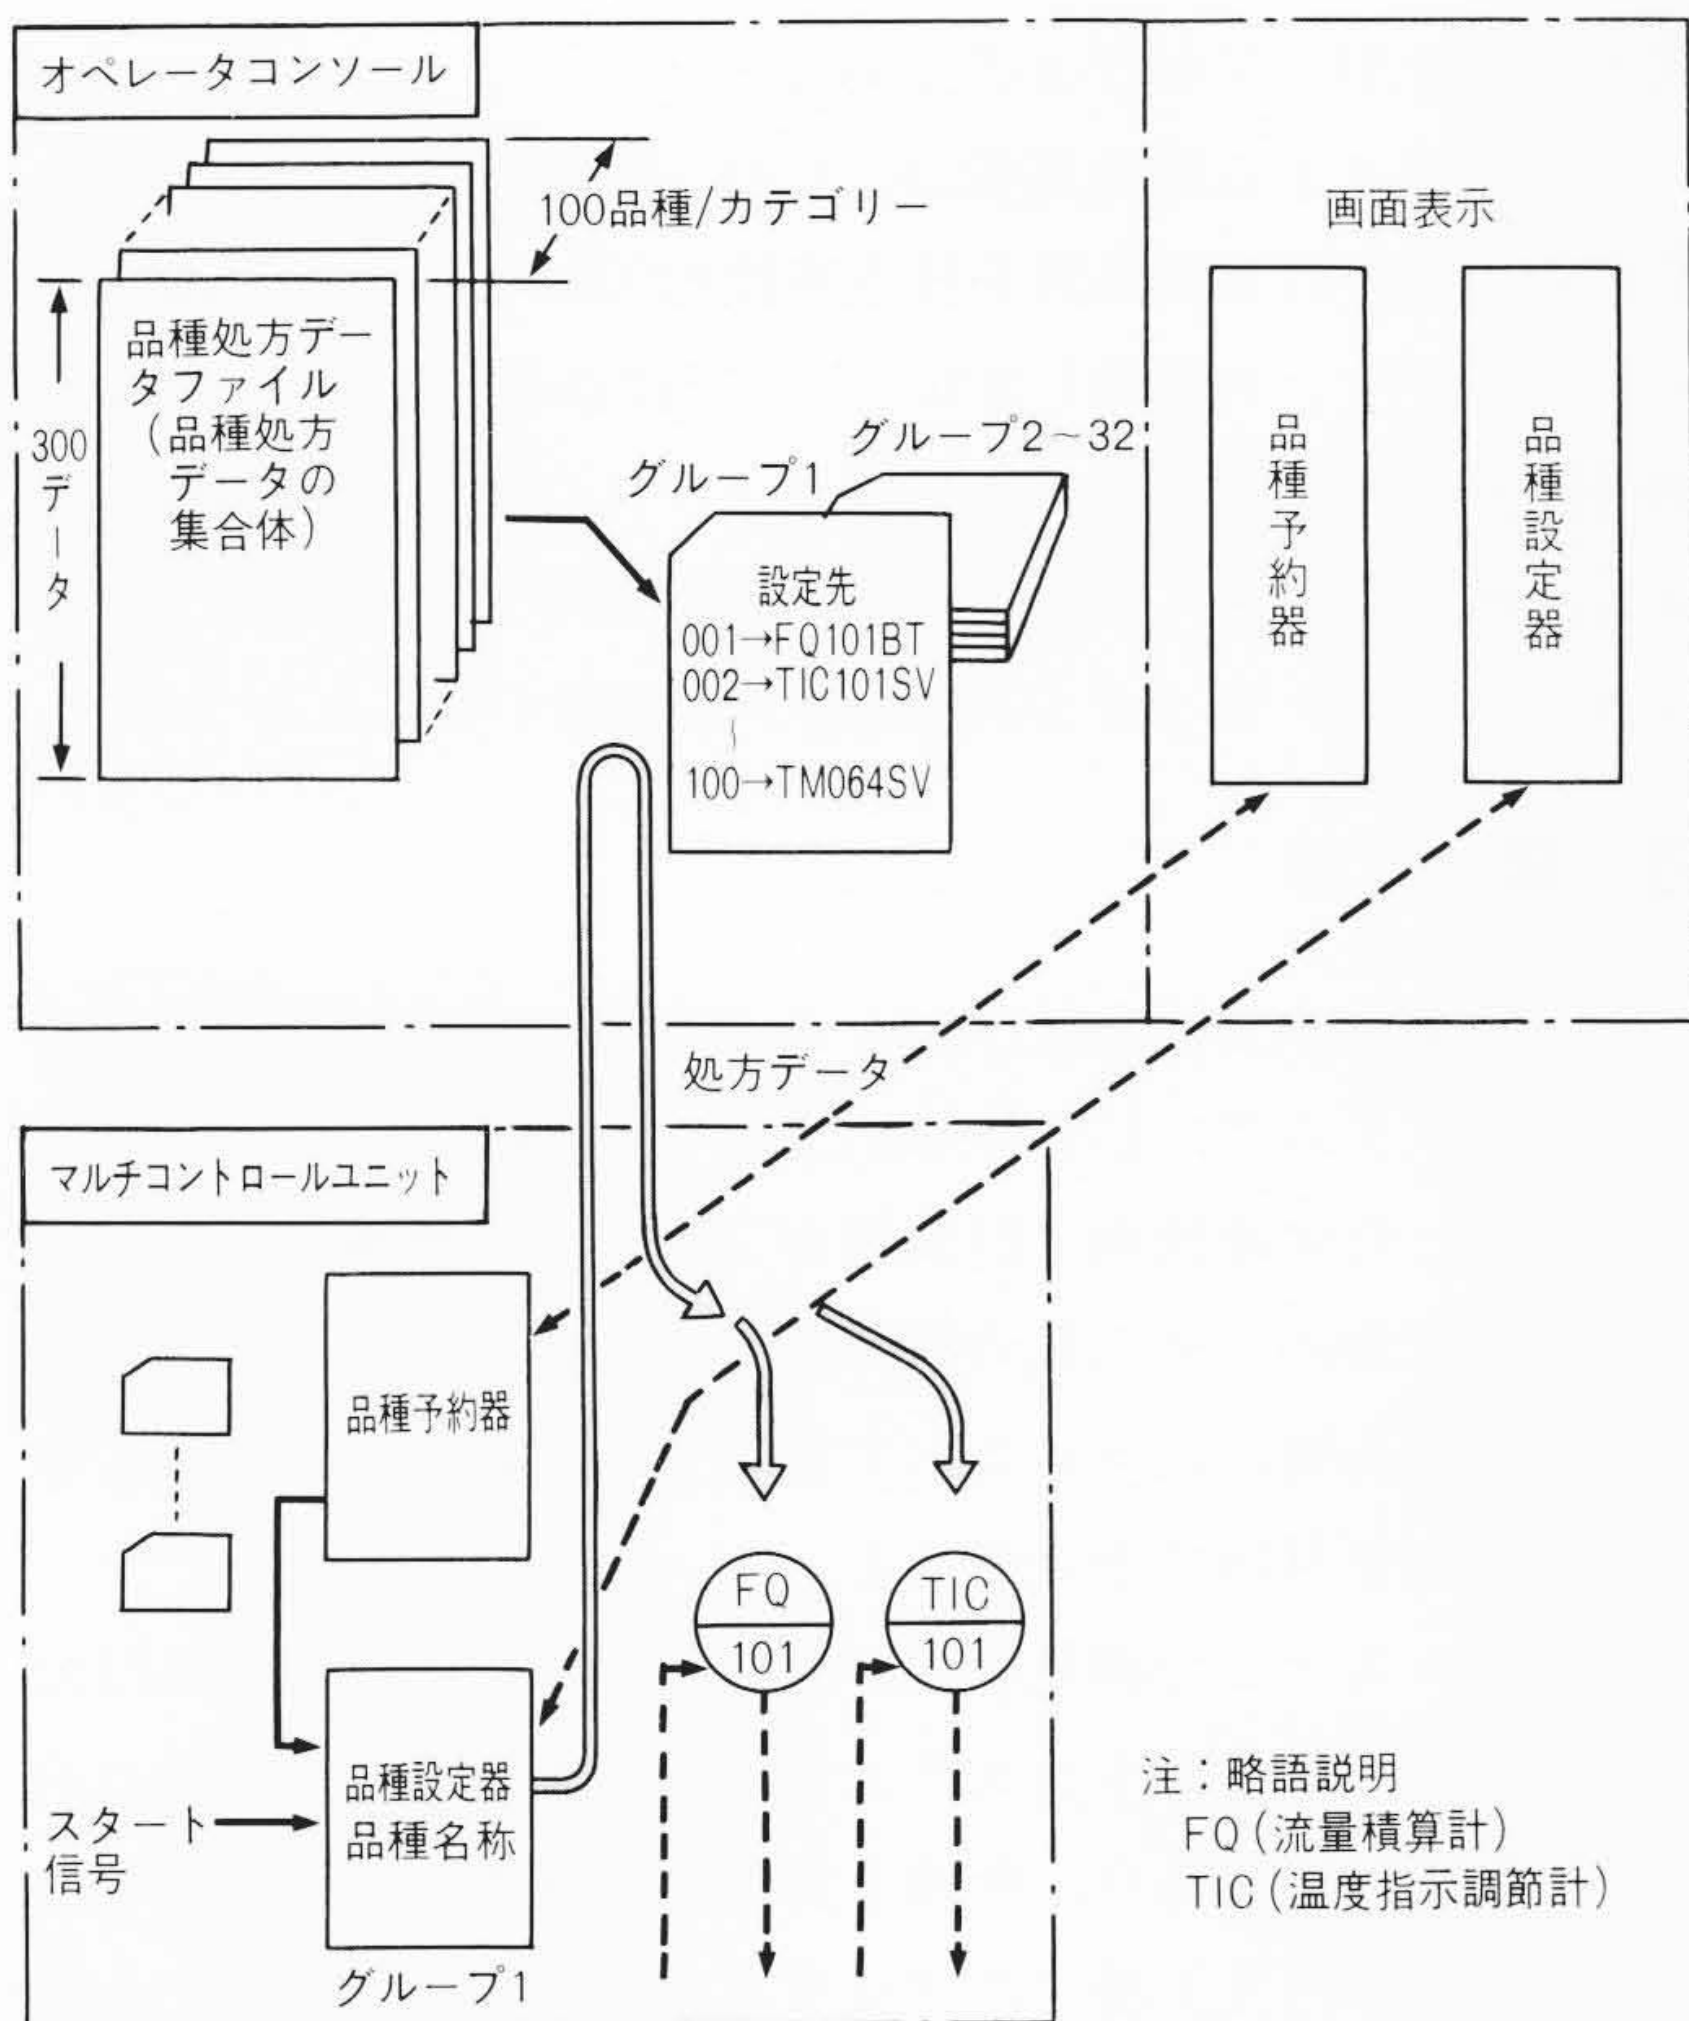 オペレータコンソール
100品種/カテゴリー
画面表示
品種処方デー
タファイル
(品種処方
データの
集合体)
300
データ
グループ1
グループ2~32
設定先
001→FQ101BT
002→TIC101SV
~
100→TM064SV
品種予約器
品種設定器
処方データ
マルチコントロールユニット
品種予約器
FQ
101
TIC
101
品種設定器
品種名称
スタート
信号
グループ1
注:略語説明
FQ(流量積算計)
TIC(温度指示調節計)